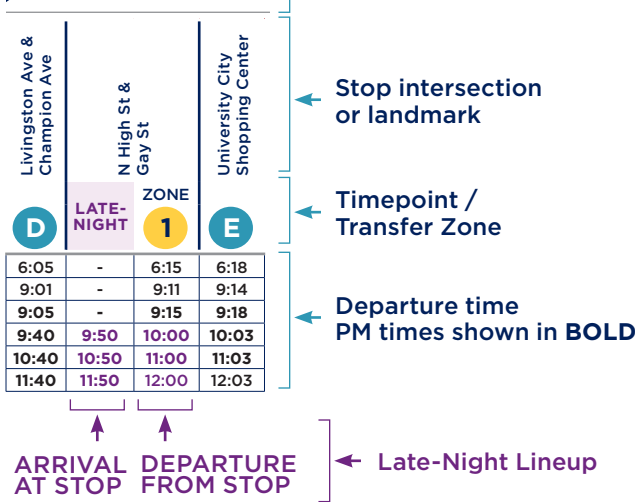 Livingston Ave &
Champion Ave
N High St &
Gay St
University City
Shopping Center
Stop intersection
or landmark
D
LATE-
NIGHT
ZONE
1
E
Timepoint /
Transfer Zone
6:05 - 6:15 6:18
9:01 - 9:11 9:14
9:05 - 9:15 9:18
9:40 9:50 10:00 10:03
10:40 10:50 11:00 11:03
11:40 11:50 12:00 12:03
Departure time
PM times shown in BOLD
ARRIVAL
AT STOP
DEPARTURE
FROM STOP
Late-Night Lineup